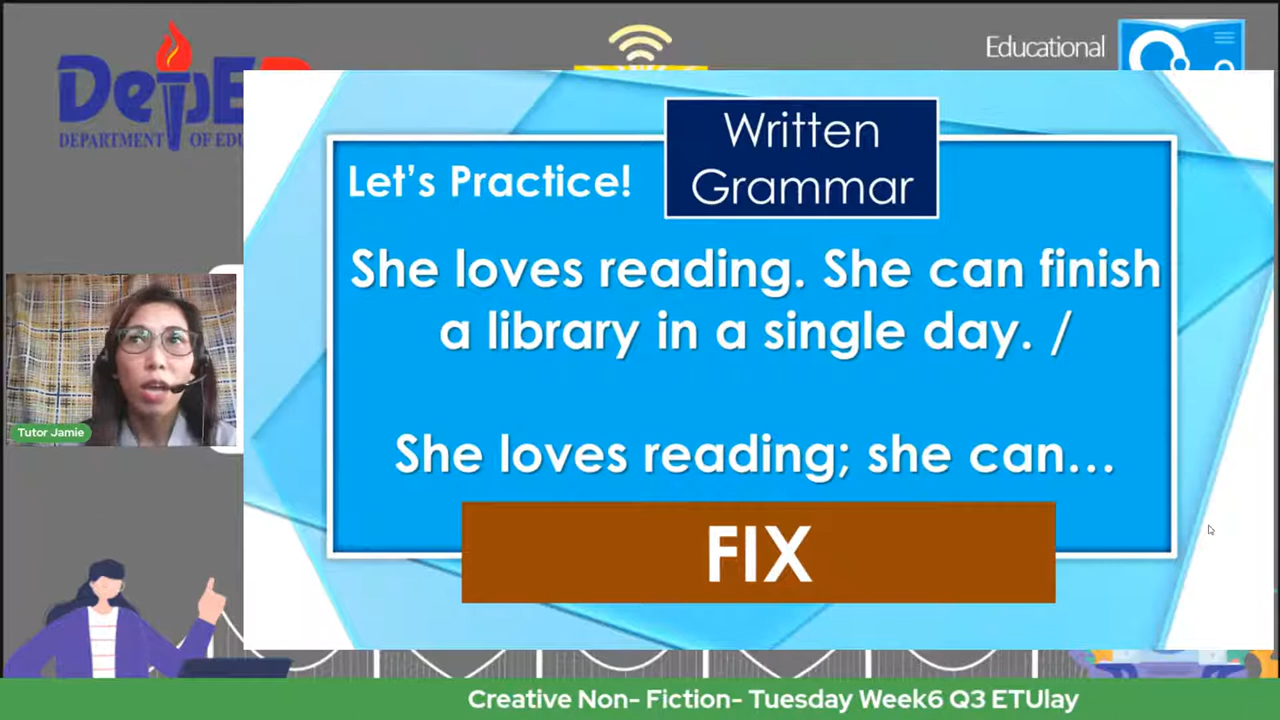 DepE
DEPARTMENT OF EDU
Educational
Written
Grammar
Let's Practice!
She loves reading. She can finish
a library in a single day. /
She loves reading; she can...
FIX
Tutor Jamie
Creative Non- Fiction- Tuesday Week6 Q3 ETUlay